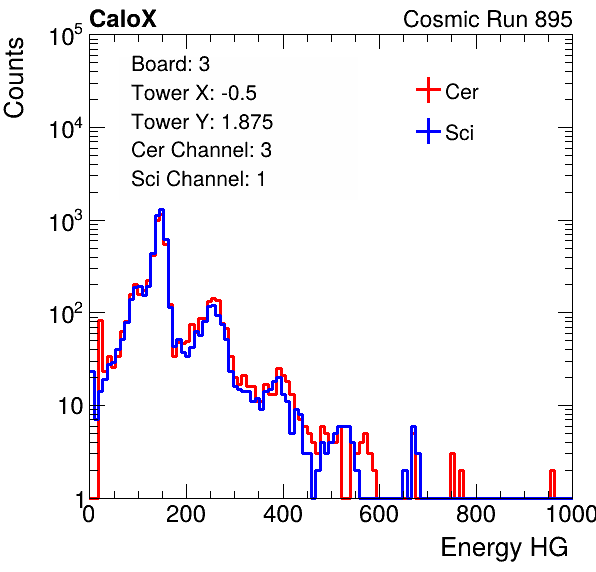 CaloX Cosmic Run 895
Counts
10^5
10^4
10^3
10^2
10
1
Board: 3
Tower X: -0.5
Tower Y: 1.875
Cer Channel: 3
Sci Channel: 1
Cer
Sci
0 200 400 600 800 1000
Energy HG